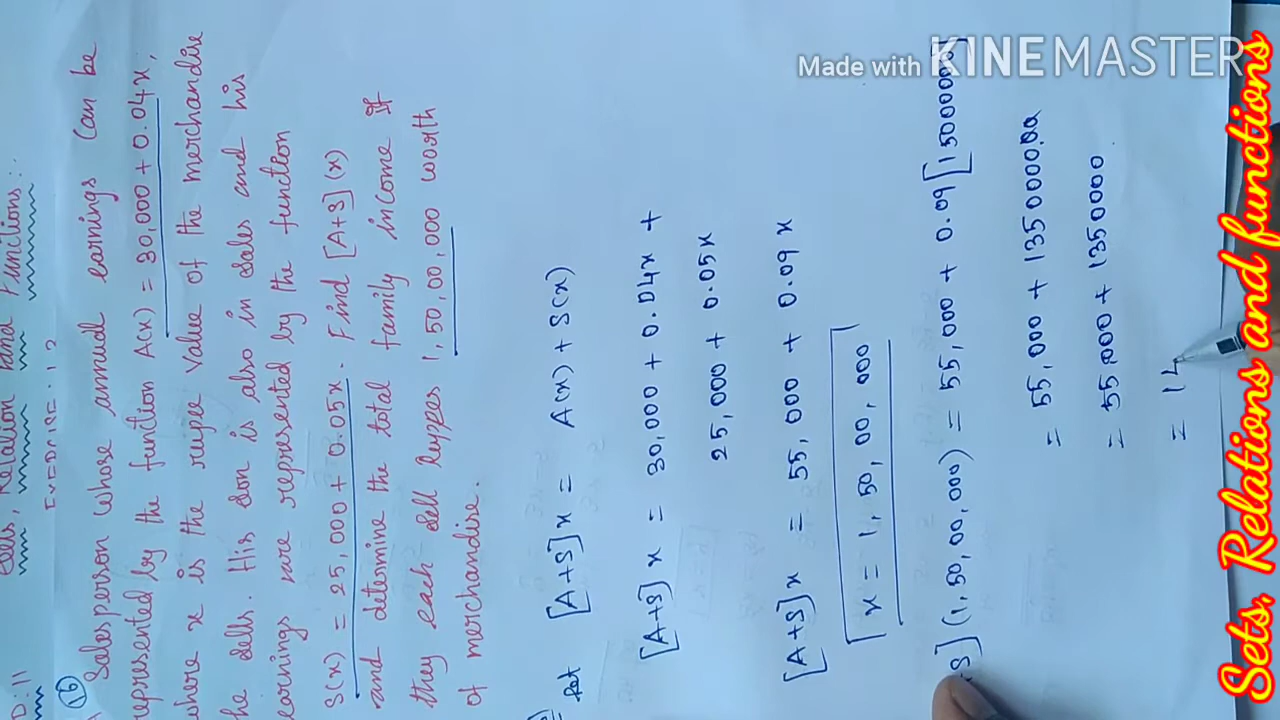 Sets, Relation and Functions:
EXERCISE: 1.2
16 Sales person whose annual earnings can be
represented by the function A(x) = 30,000 + 0.04x,
where x is the rupee value of the merchandise
he sells. His son is also in sales and his
earnings are represented by the function
S(x) = 25,000 + 0.05x. Find [A+S](x)
and determine the total family income if
they each sell ruppes 1,50,00,000 worth
of merchandise.
[A+S]x = A(x) + S(x)
[A+S]x = 30,000 + 0.04x +
25,000 + 0.05x
[A+S]x = 55,000 + 0.09x
x = 1,50,00,000
+S](1,50,00,000) = 55,000 + 0.09[15000000]
= 55,000 + 1350000.00
= 55,000 + 1350000
= 14
Made with KINEMASTER
Sets, Relations and functions